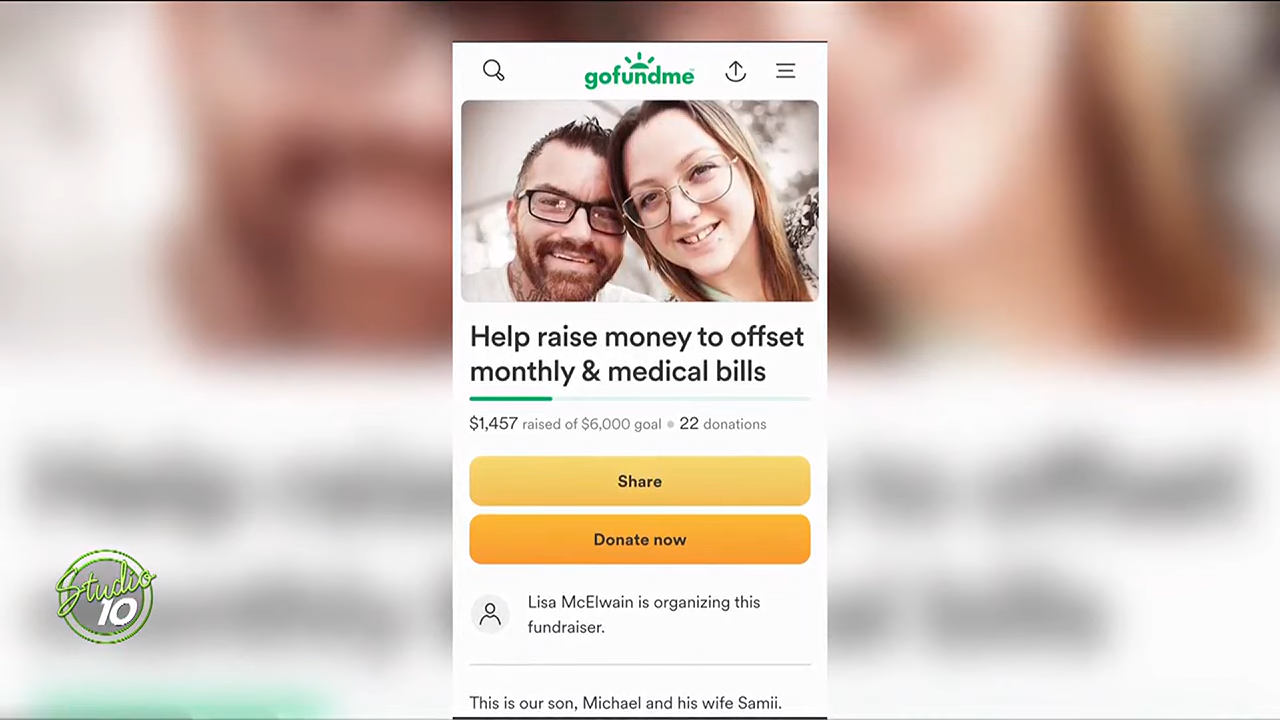 gofundme
Help raise money to offset
monthly & medical bills
$1,457 raised of $6,000 goal • 22 donations
Share
Donate now
Lisa McElwain is organizing this
fundraiser.
This is our son, Michael and his wife Samii.
Studio
10